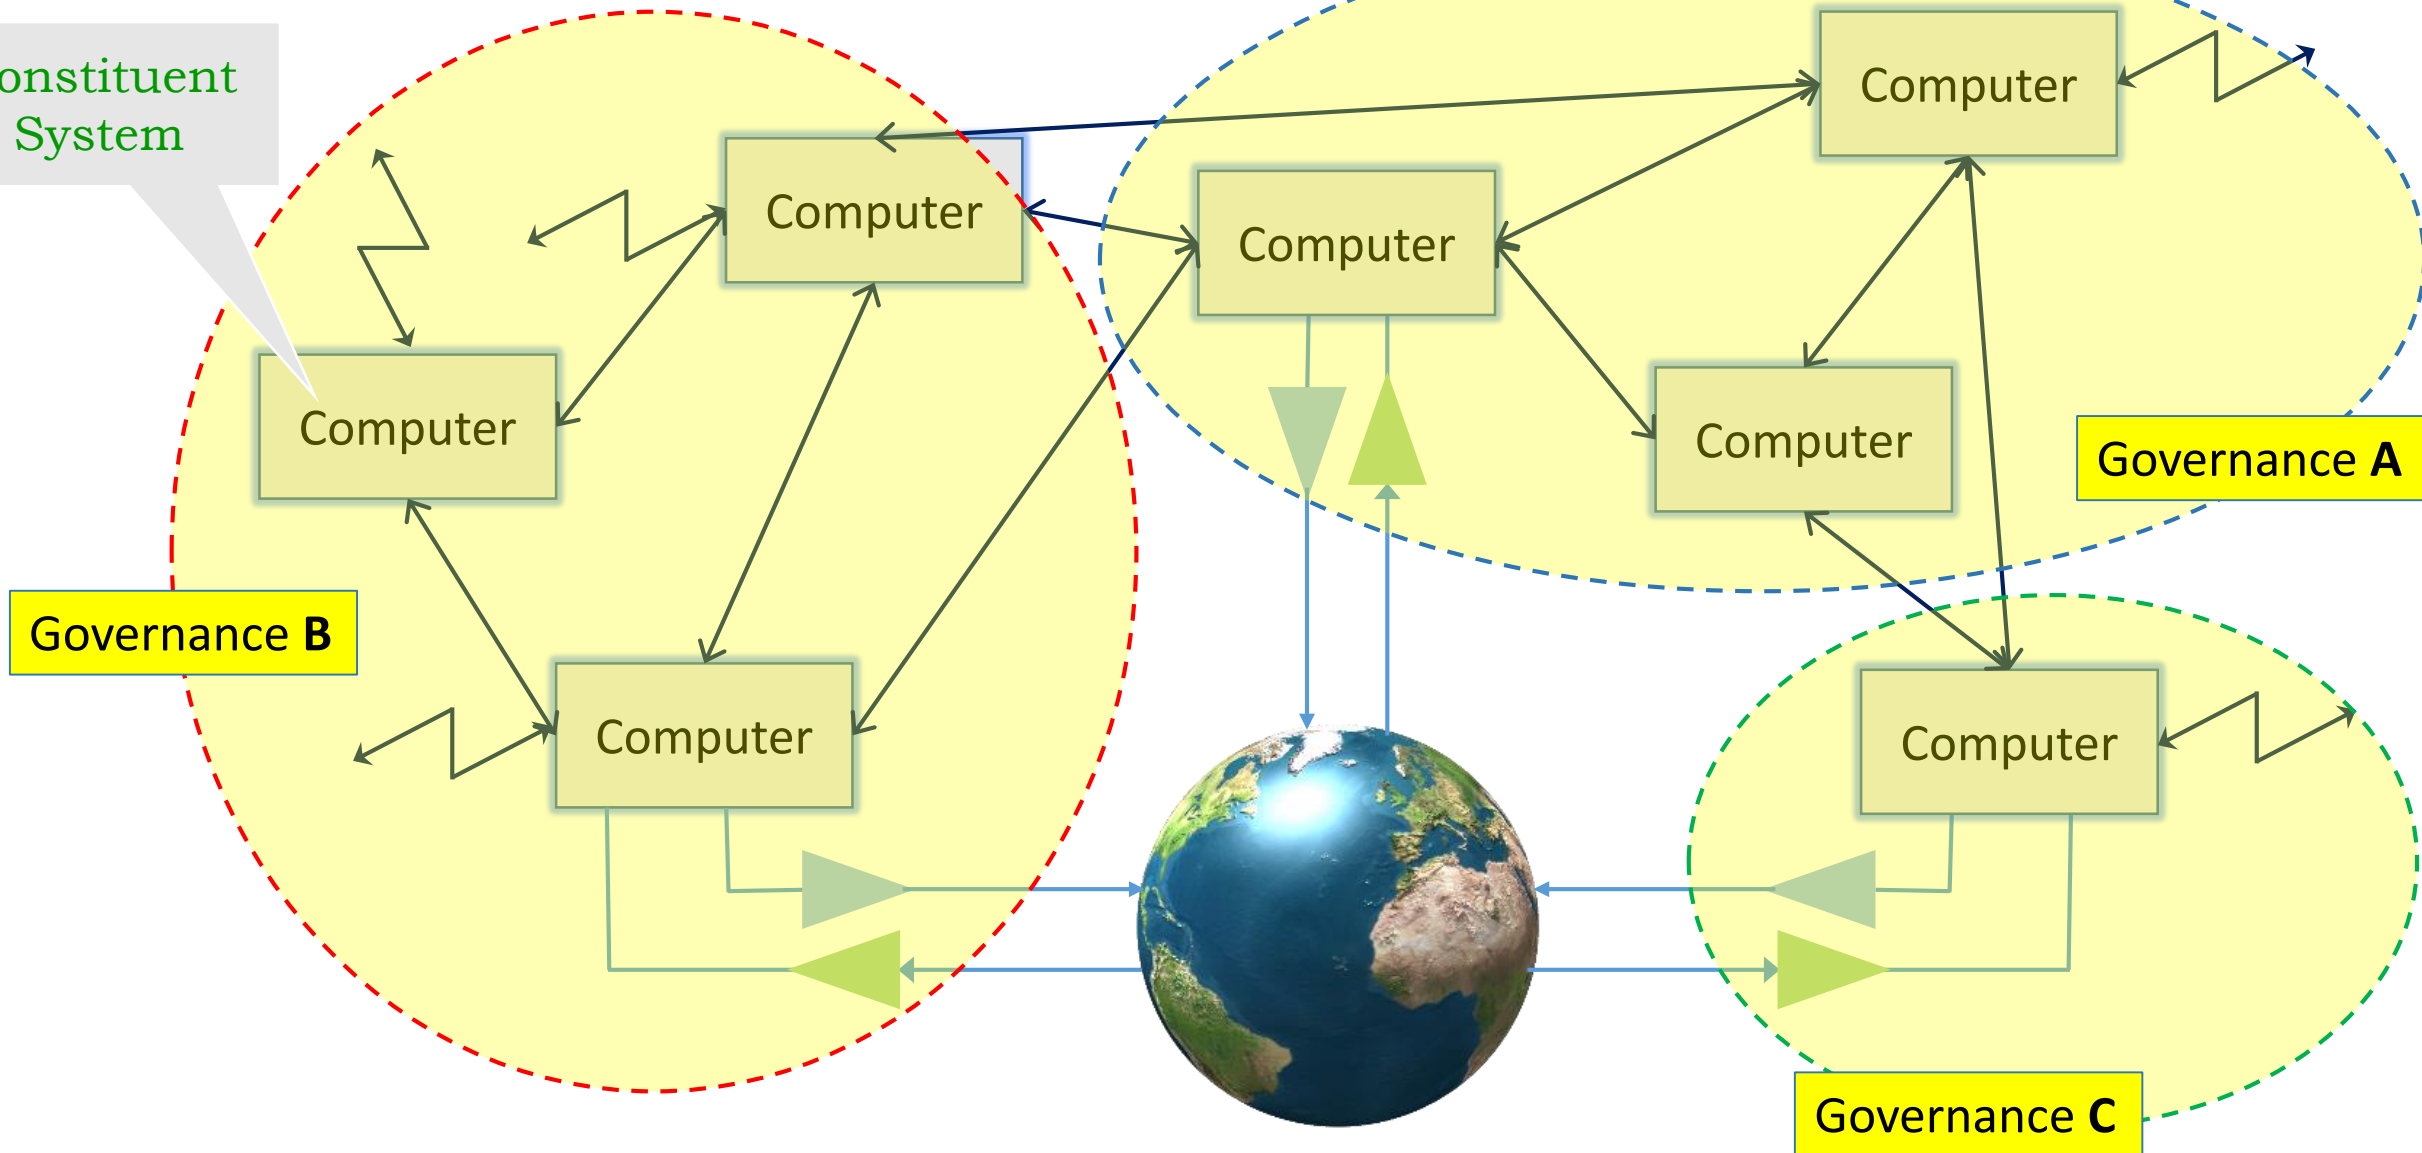 onstituent
System
Computer
Computer
Computer
Computer
Computer
Governance A
Governance B
Computer
Computer
Governance C